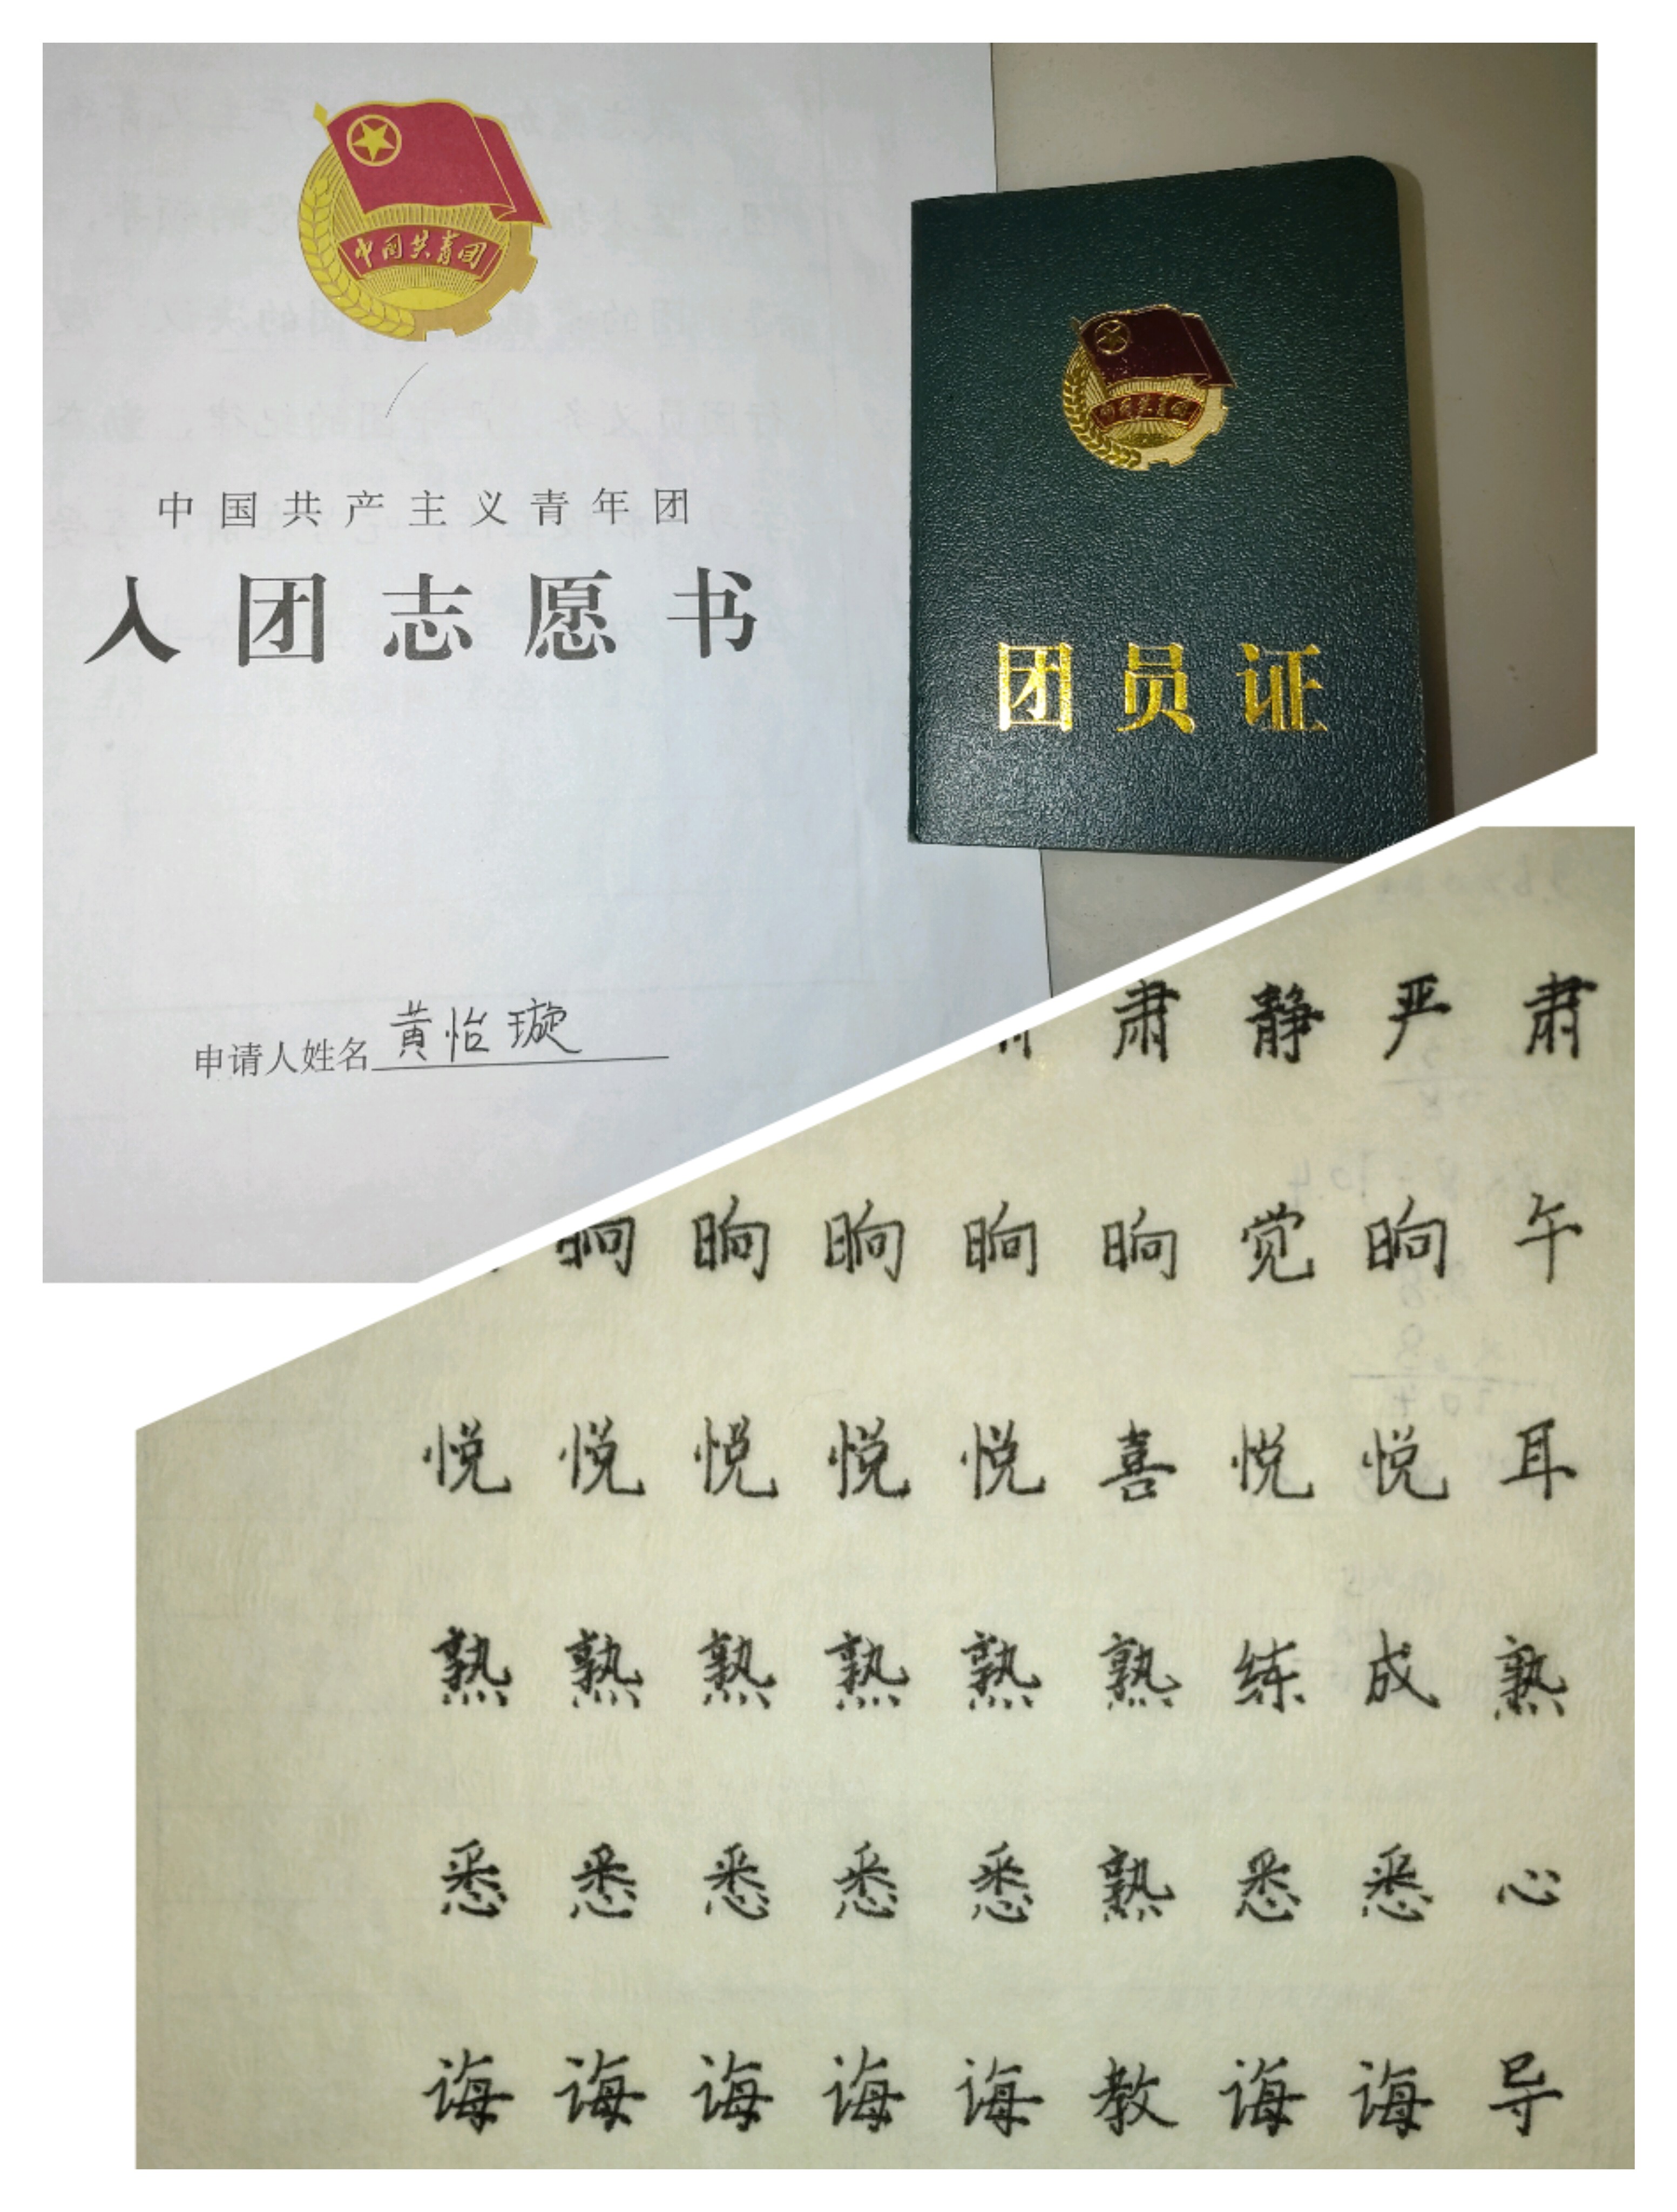 中国共青团
中国共产主义青年团
入团志愿书
申请人姓名 黄怡璇
中国共青团
团员证
肃 静 严 肃
晌 晌 晌 晌 晌 觉 晌 午
悦 悦 悦 悦 悦 喜 悦 悦 耳
熟 熟 熟 熟 熟 熟 练 成 熟
悉 悉 悉 悉 悉 熟 悉 悉 心
诲 诲 诲 诲 诲 教 诲 诲 导